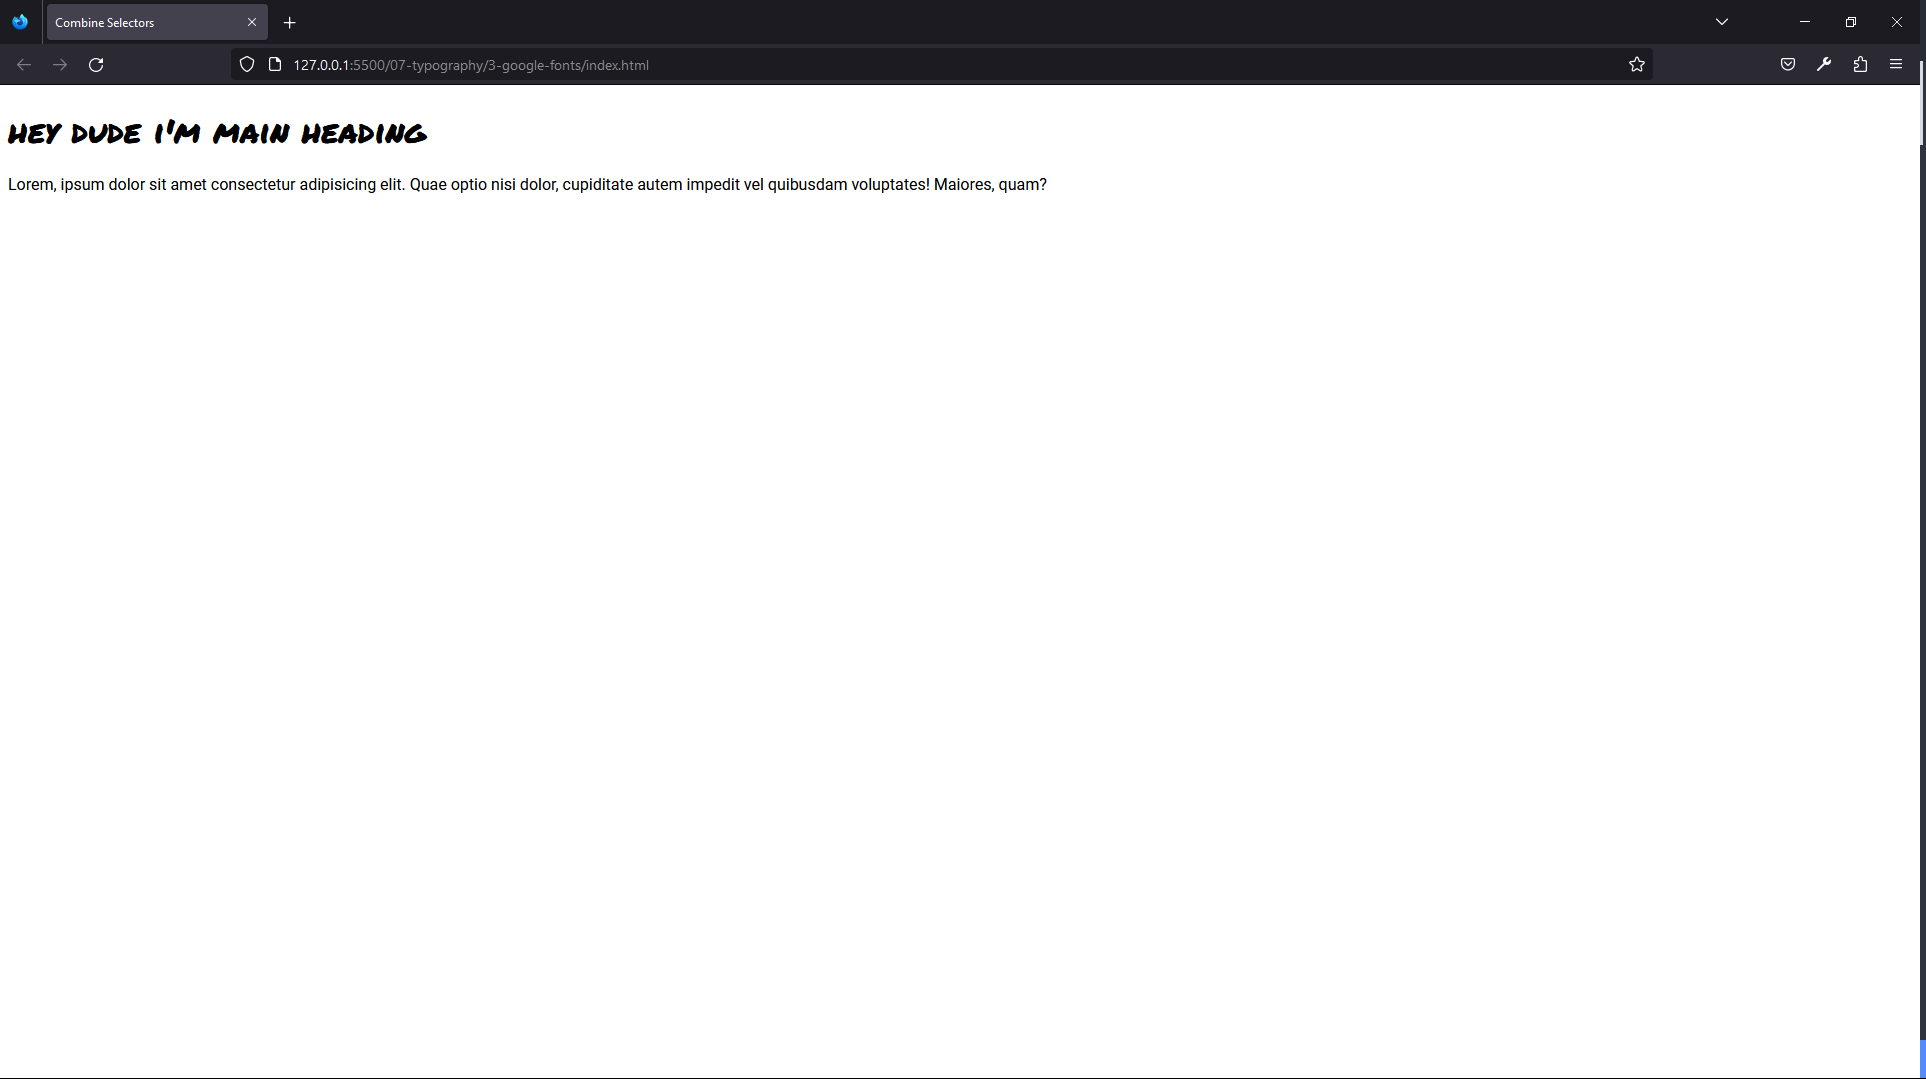 Combine Selectors
127.0.0.1:5500/07-typography/3-google-fonts/index.html
HEY DUDE I'M MAIN HEADING
Lorem, ipsum dolor sit amet consectetur adipisicing elit. Quae optio nisi dolor, cupiditate autem impedit vel quibusdam voluptates! Maiores, quam?